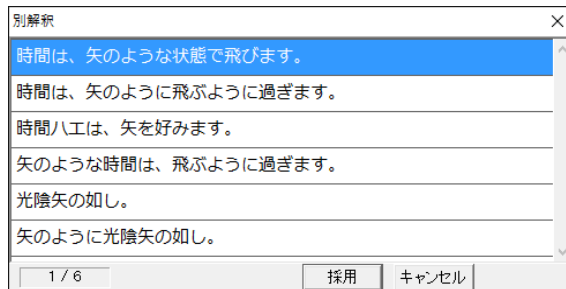 別解釈
時間は、矢のような状態で飛びます。
時間は、矢のように飛ぶように過ぎます。
時間ハエは、矢を好みます。
矢のような時間は、飛ぶように過ぎます。
光陰矢の如し。
矢のように光陰矢の如し。
1 / 6
採用
キャンセル